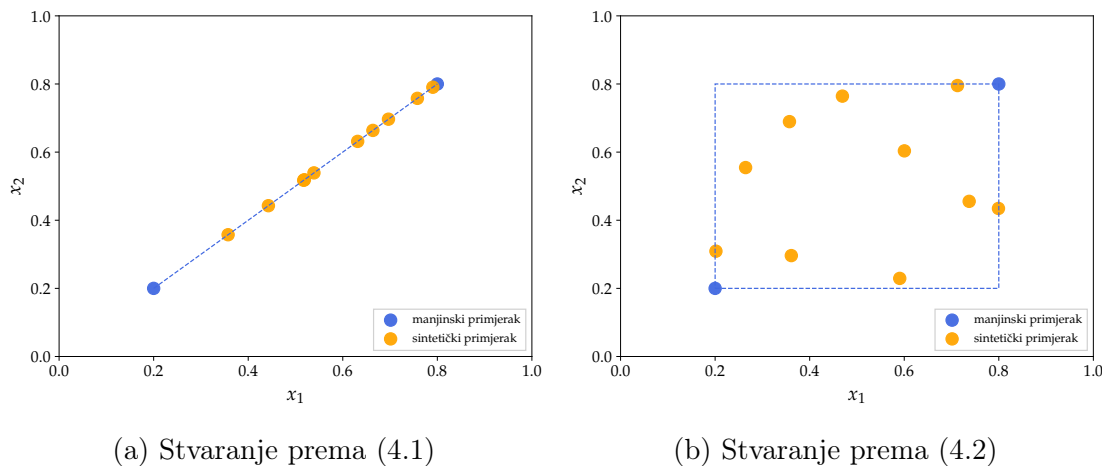 1.0
0.8
0.6
0.4
0.2
0.0
x2
0.0 0.2 0.4 0.6 0.8 1.0
x1
manjinski primjerak
sintetički primjerak
(a) Stvaranje prema (4.1)
1.0
0.8
0.6
0.4
0.2
0.0
x2
0.0 0.2 0.4 0.6 0.8 1.0
x1
manjinski primjerak
sintetički primjerak
(b) Stvaranje prema (4.2)